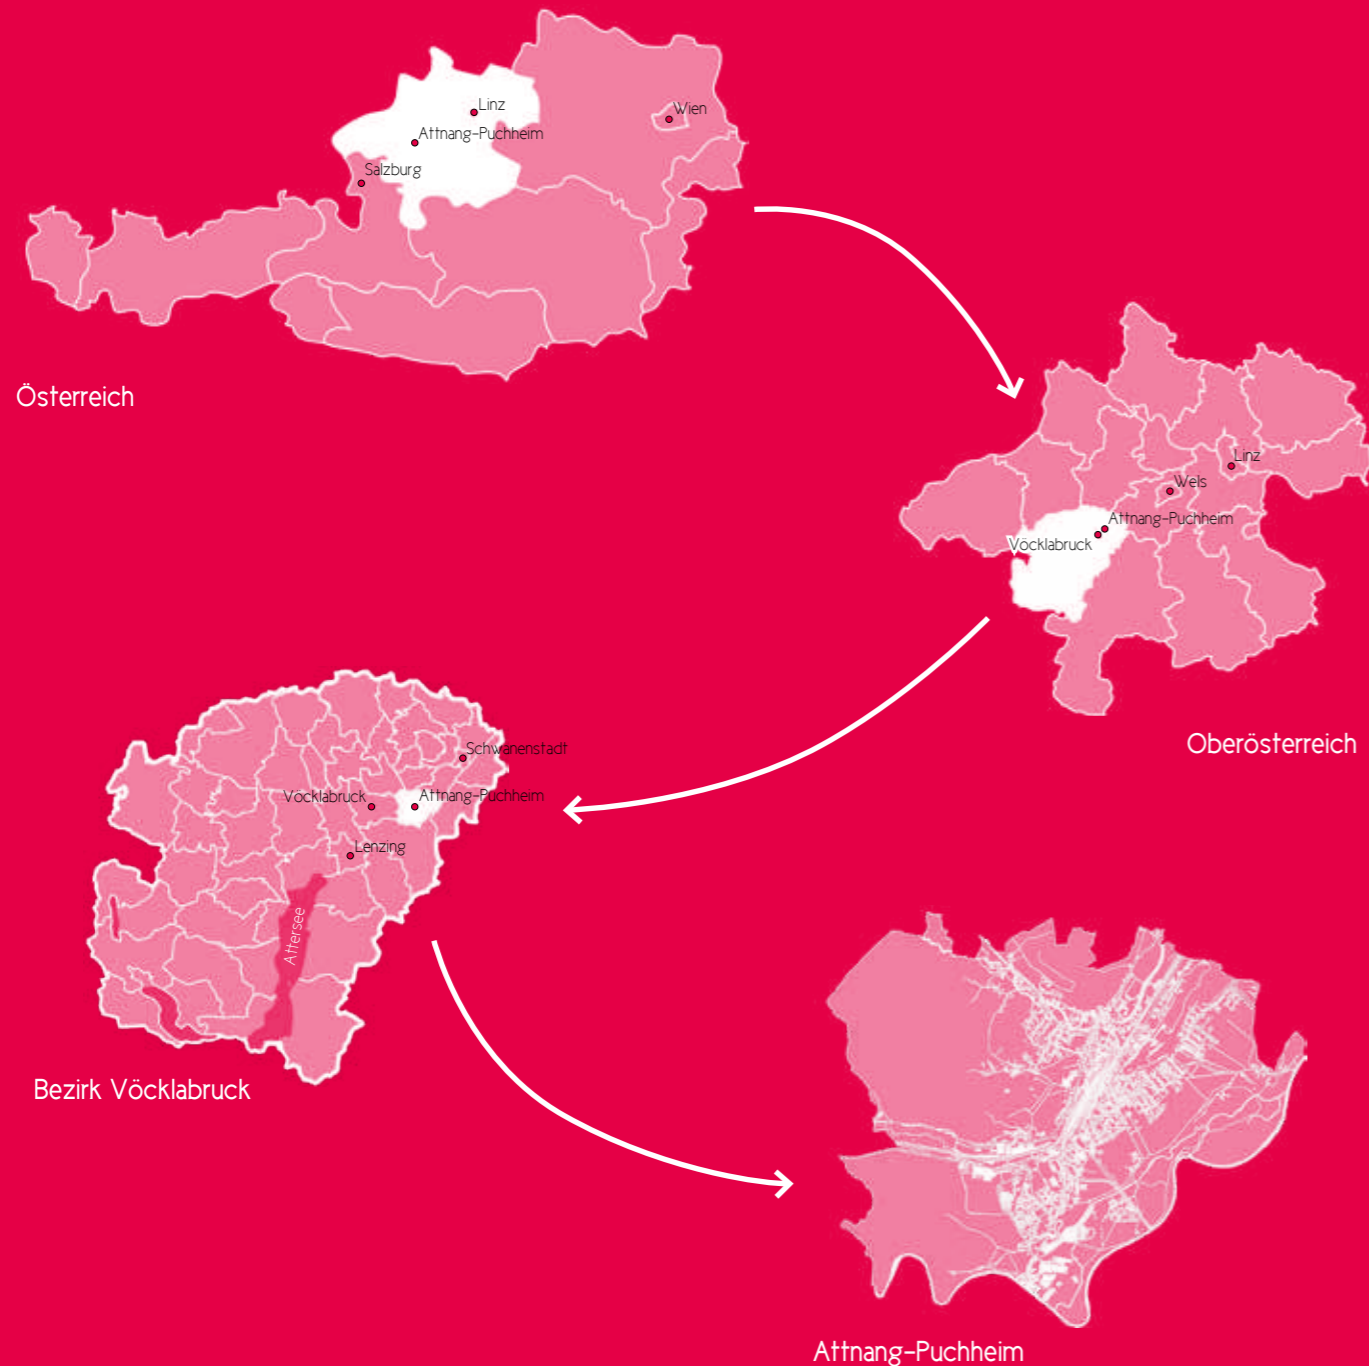 Linz
Wien
Attnang-Puchheim
Salzburg
Österreich
Linz
Wels
Attnang-Puchheim
Vöcklabruck
Oberösterreich
Schwanenstadt
Vöcklabruck
Attnang-Puchheim
Lenzing
Attersee
Bezirk Vöcklabruck
Attnang-Puchheim